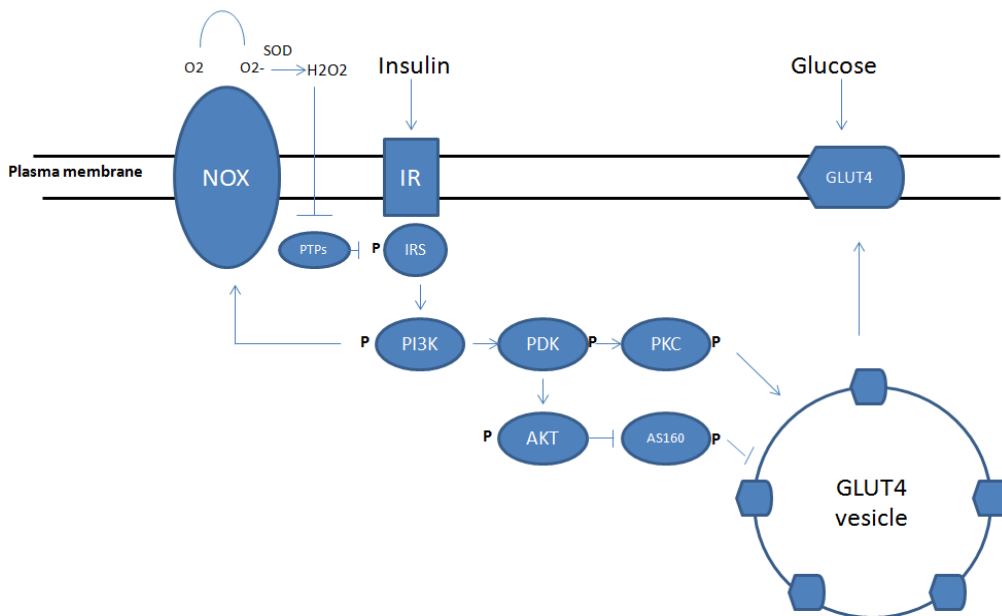 SOD
O2
O2-
H2O2
Insulin
Glucose
Plasma membrane
NOX
IR
GLUT4
PTPs
P
IRS
P
PI3K
PDK
P
PKC
P
P
AKT
AS160
P
GLUT4
vesicle